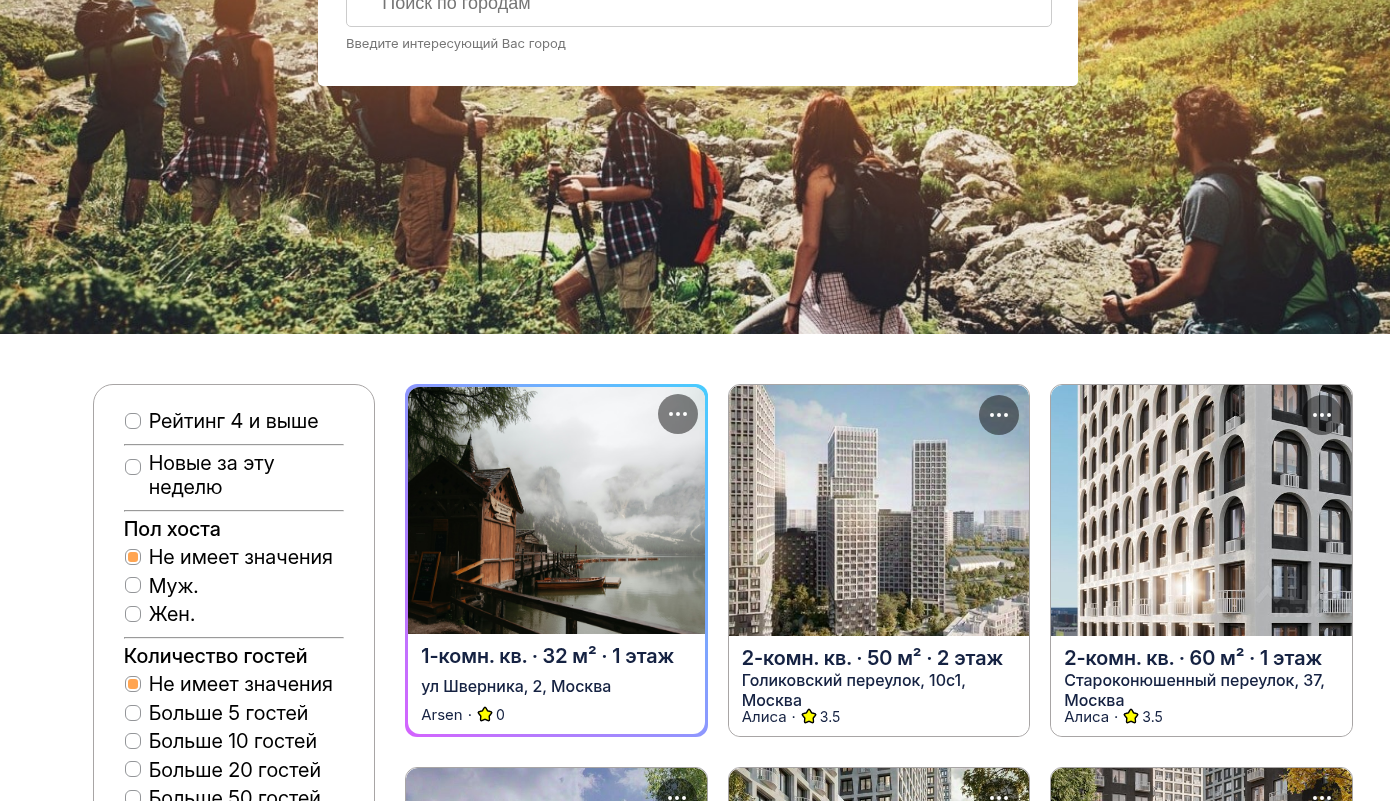 Поиск по городам
Введите интересующий Вас город
Рейтинг 4 и выше
Новые за эту
неделю
Пол хоста
Не имеет значения
Муж.
Жен.
Количество гостей
Не имеет значения
Больше 5 гостей
Больше 10 гостей
Больше 20 гостей
Больше 50 гостей
1-комн. кв. · 32 м² · 1 этаж
ул Шверника, 2, Москва
Arsen · 0
2-комн. кв. · 50 м² · 2 этаж
Голиковский переулок, 10с1,
Москва
Алиса · 3.5
2-комн. кв. · 60 м² · 1 этаж
Староконюшенный переулок, 37,
Москва
Алиса · 3.5